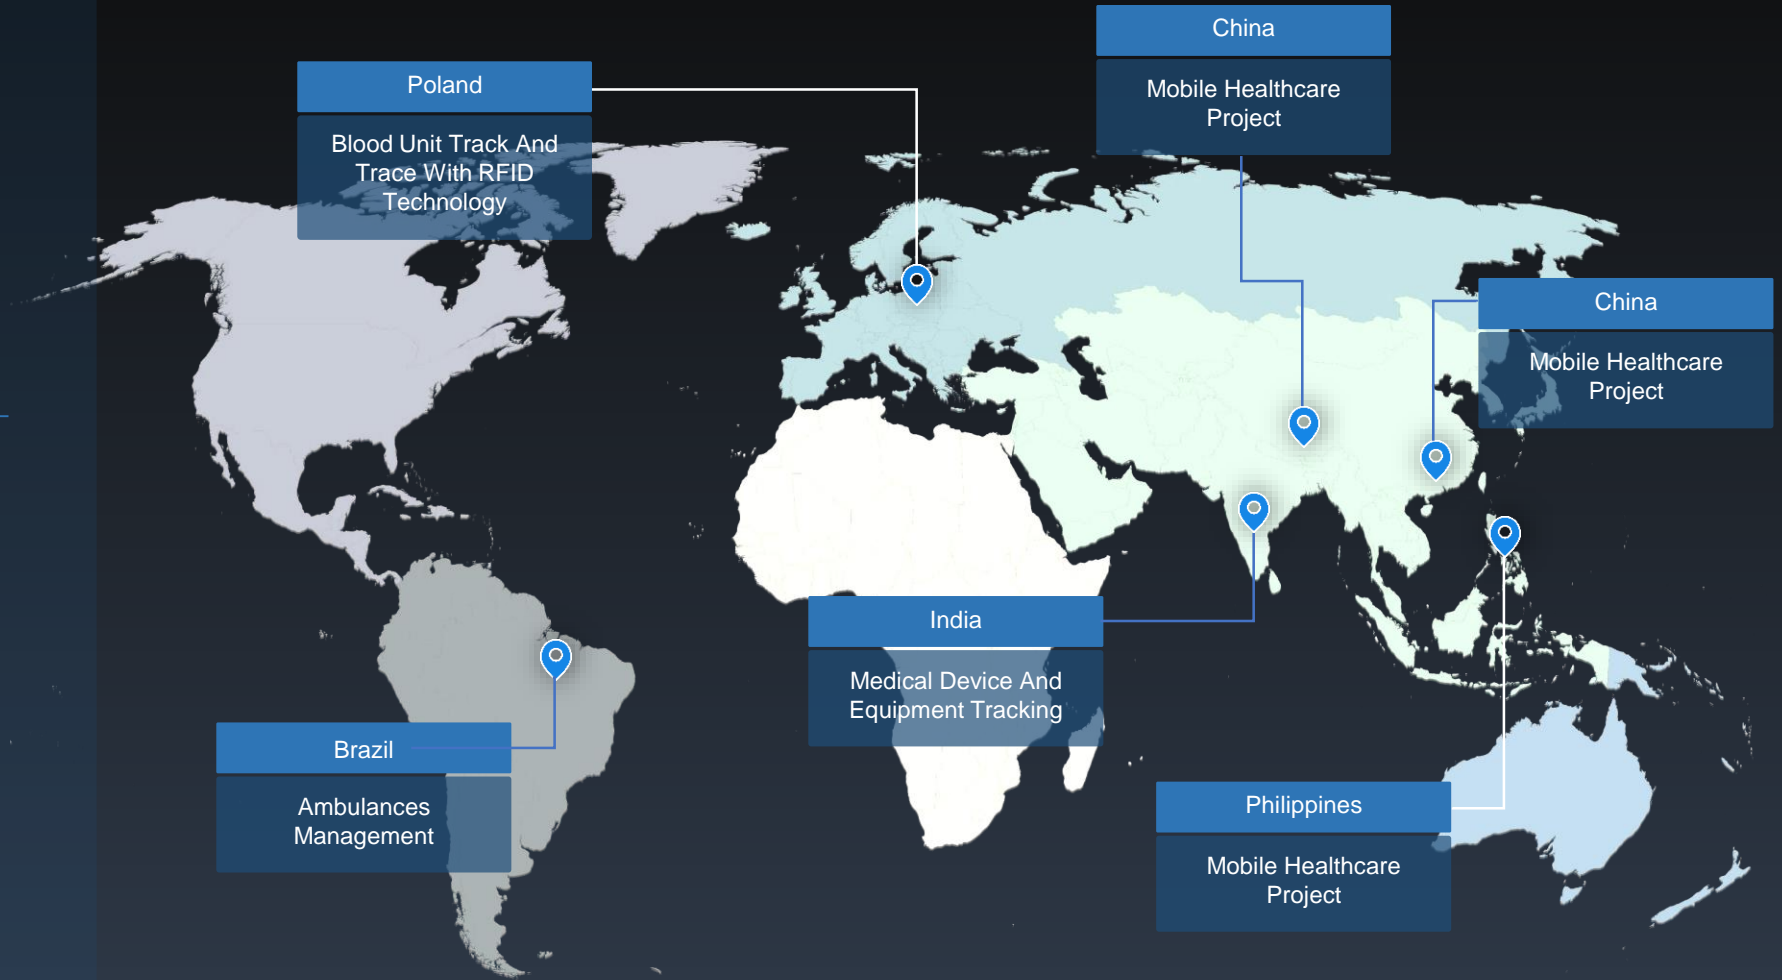 China
Mobile Healthcare
Project
Poland
Blood Unit Track And
Trace With RFID
Technology
China
Mobile Healthcare
Project
India
Medical Device And
Equipment Tracking
Brazil
Ambulances
Management
Philippines
Mobile Healthcare
Project